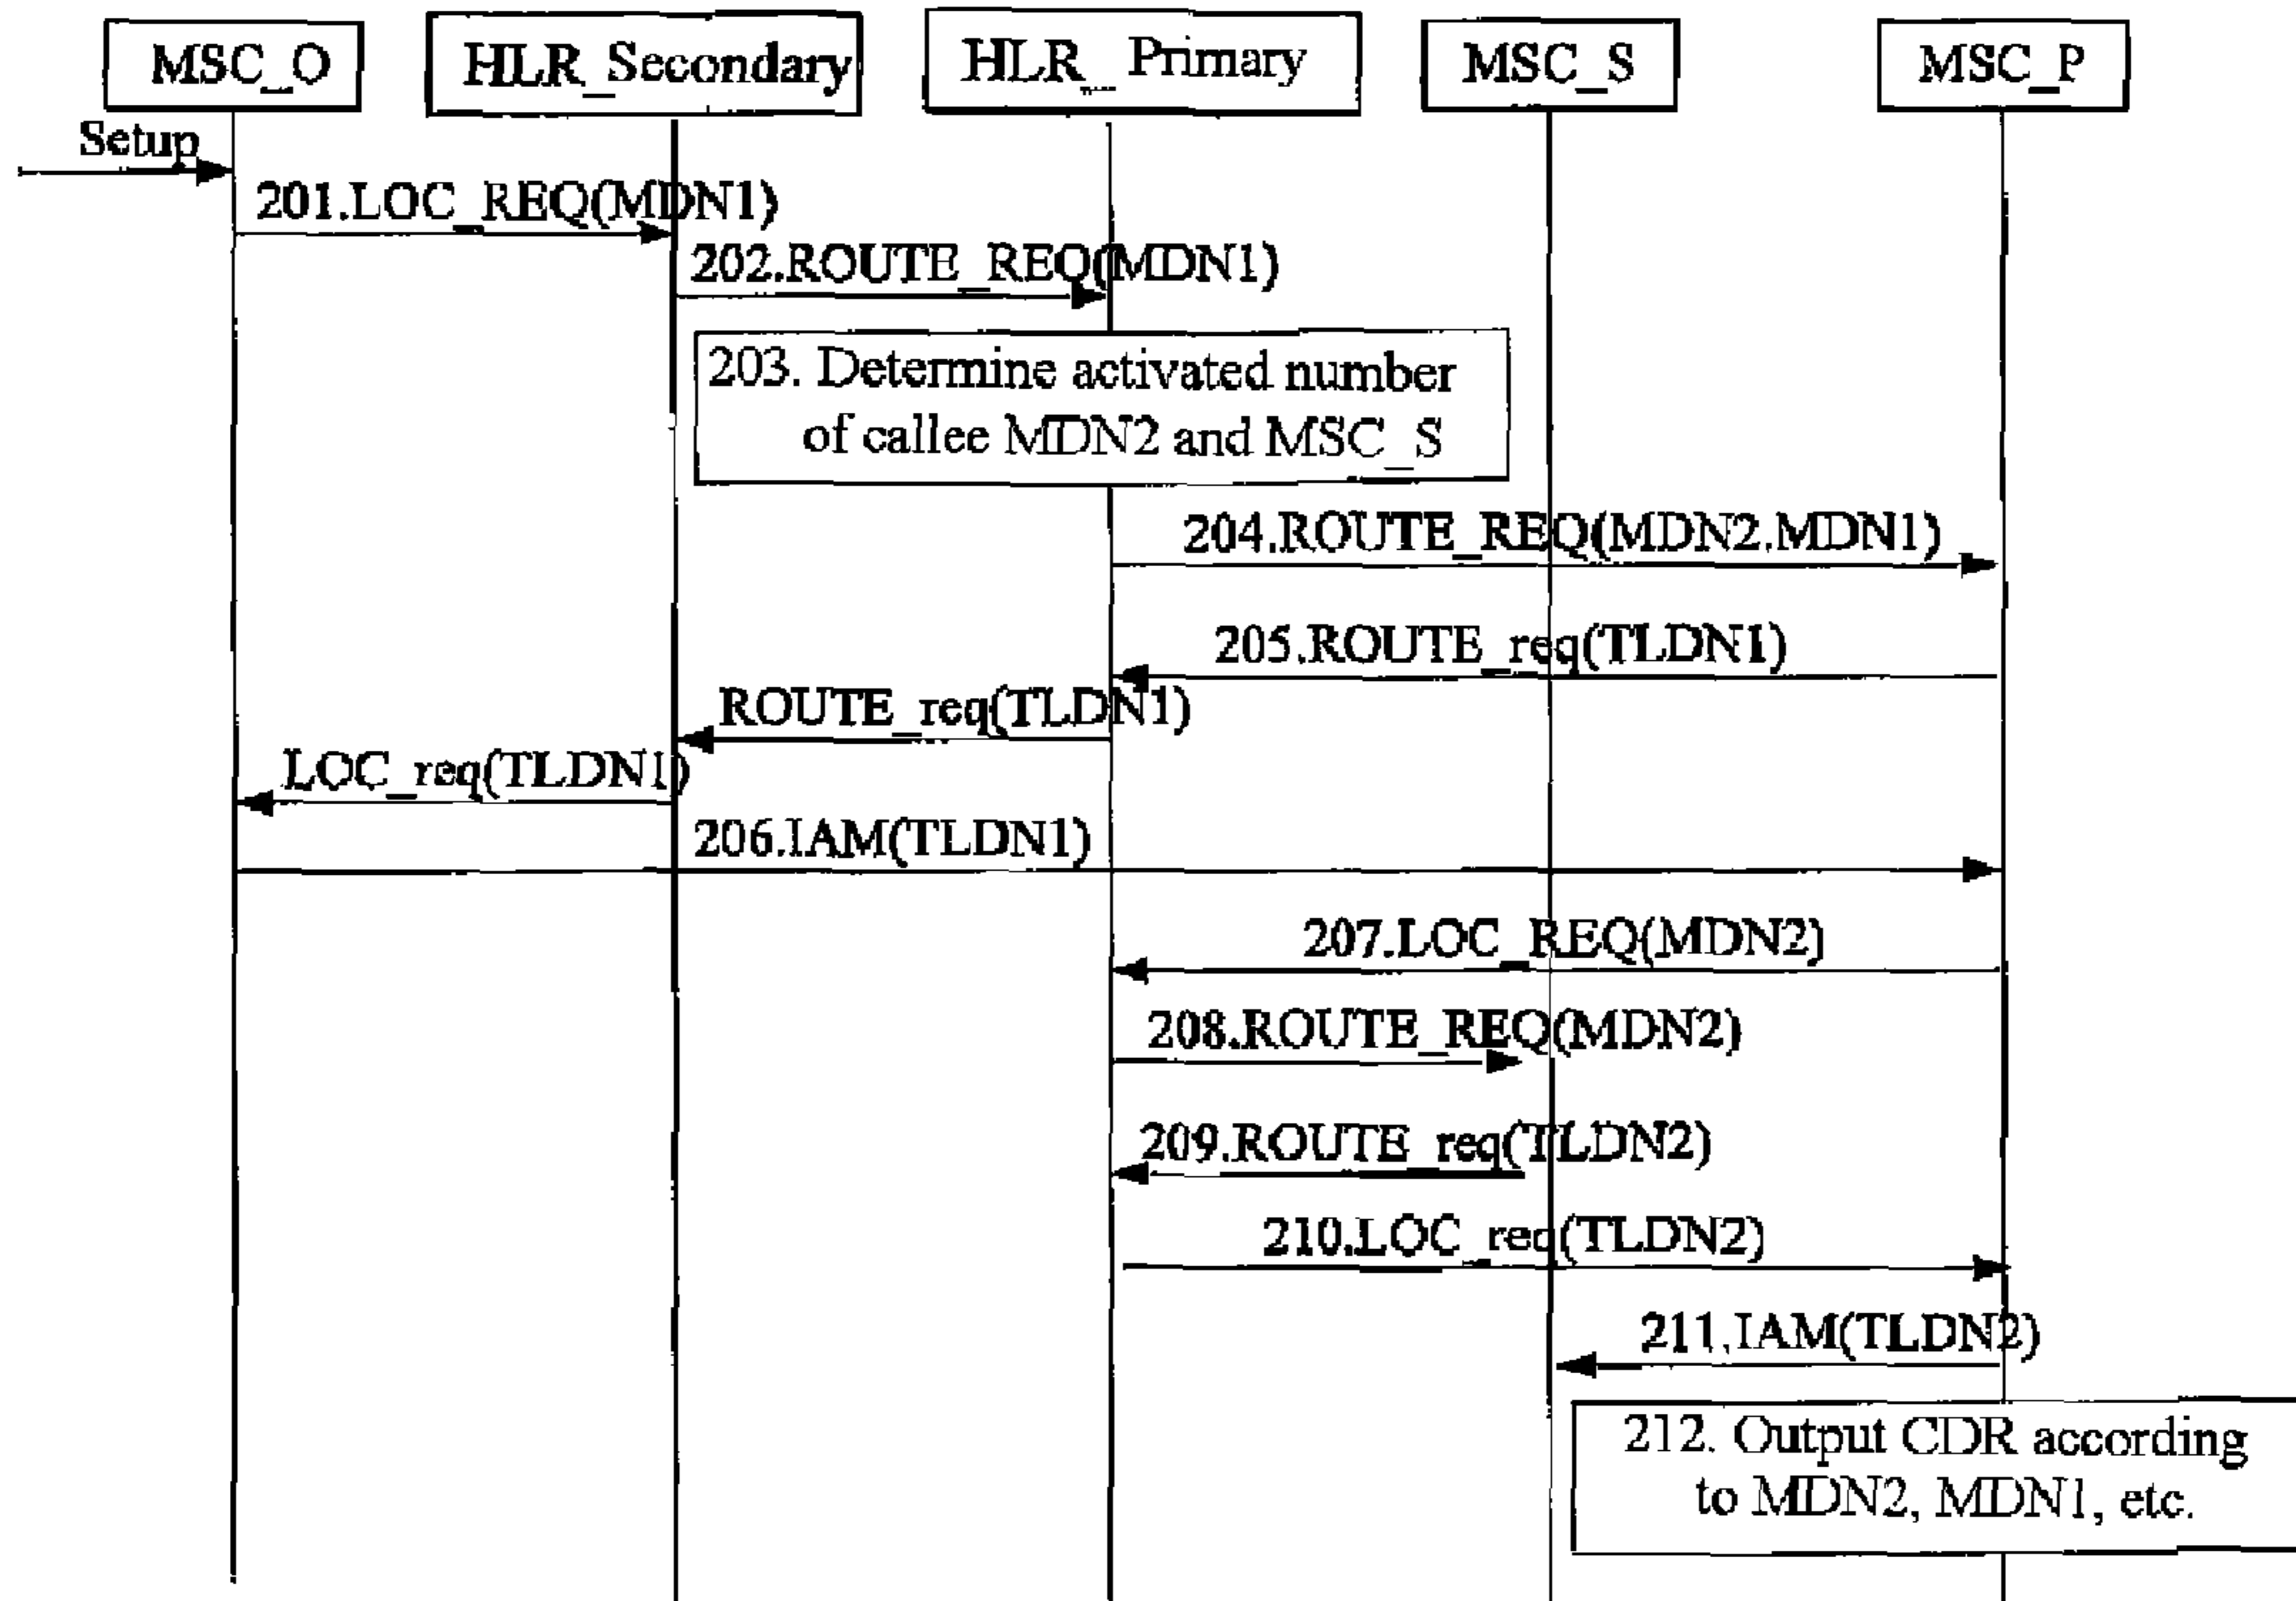 MSC_O
HLR_Secondary
HLR_ Primary
MSC_S
MSC_P
Setup
201.LOC_REQ(MDN1)
202.ROUTE_REQ(MDN1)
203. Determine activated number
of callee MDN2 and MSC_S
204.ROUTE_REQ(MDN2.MDN1)
205.ROUTE_req(TLDN1)
ROUTE_req(TLDN1)
LOC_req(TLDN1)
206.IAM(TLDN1)
207.LOC_REQ(MDN2)
208.ROUTE_REQ(MDN2)
209.ROUTE_req(TLDN2)
210.LOC_req(TLDN2)
211.IAM(TLDN2)
212. Output CDR according
to MDN2, MDN1, etc.